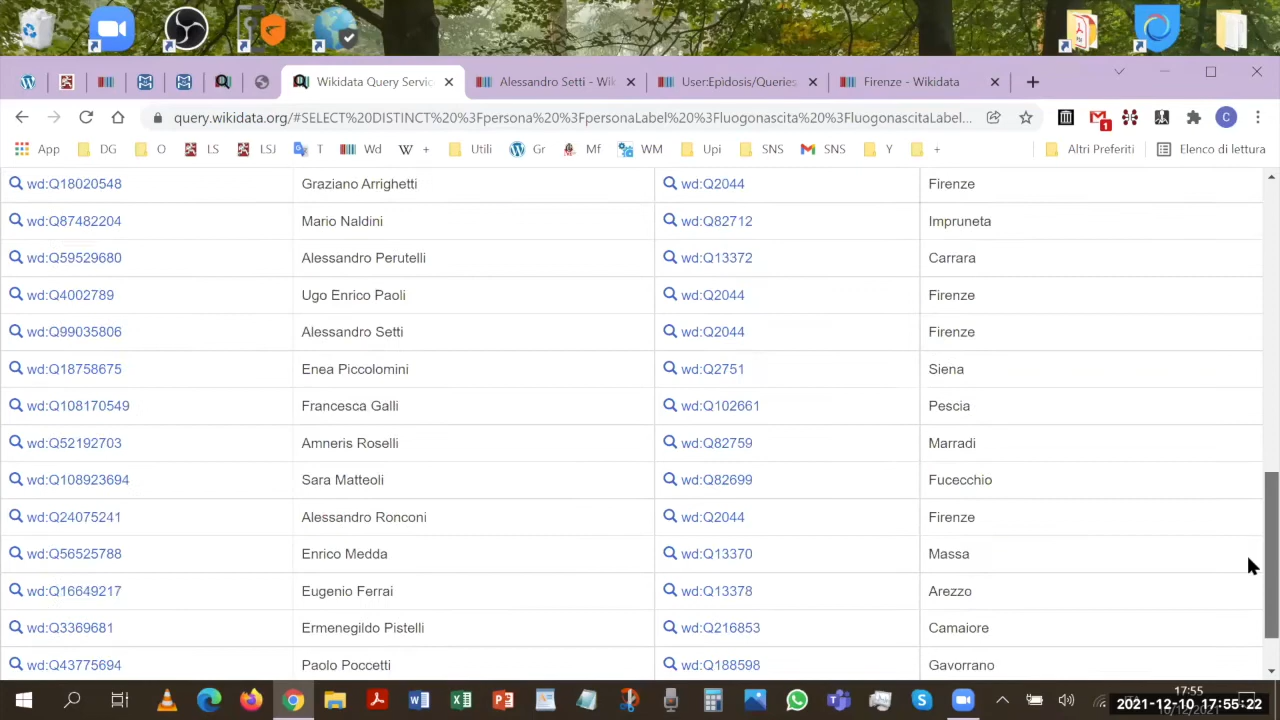 Wikidata Query Servic
Alessandro Setti - Wik
User:Epìdosis/Queries
Firenze - Wikidata
query.wikidata.org/#SELECT%20DISTINCT%20%3Fpersona%20%3FpersonaLabel%20%3Fluogonascita%20%3FluogonascitaLabel...
1
C
App DG O LS LSJ T Wd + Utili Gr Mf WM Upi SNS SNS Y + Altri Preferiti Elenco di lettura
wd:Q18020548 Graziano Arrighetti wd:Q2044 Firenze
wd:Q87482204 Mario Naldini wd:Q82712 Impruneta
wd:Q59529680 Alessandro Perutelli wd:Q13372 Carrara
wd:Q4002789 Ugo Enrico Paoli wd:Q2044 Firenze
wd:Q99035806 Alessandro Setti wd:Q2044 Firenze
wd:Q18758675 Enea Piccolomini wd:Q2751 Siena
wd:Q108170549 Francesca Galli wd:Q102661 Pescia
wd:Q52192703 Amneris Roselli wd:Q82759 Marradi
wd:Q108923694 Sara Matteoli wd:Q82699 Fucecchio
wd:Q24075241 Alessandro Ronconi wd:Q2044 Firenze
wd:Q56525788 Enrico Medda wd:Q13370 Massa
wd:Q16649217 Eugenio Ferrai wd:Q13378 Arezzo
wd:Q3369681 Ermenegildo Pistelli wd:Q216853 Camaiore
wd:Q43775694 Paolo Poccetti wd:Q188598 Gavorrano
17:55
2021-12-10 17:55:22